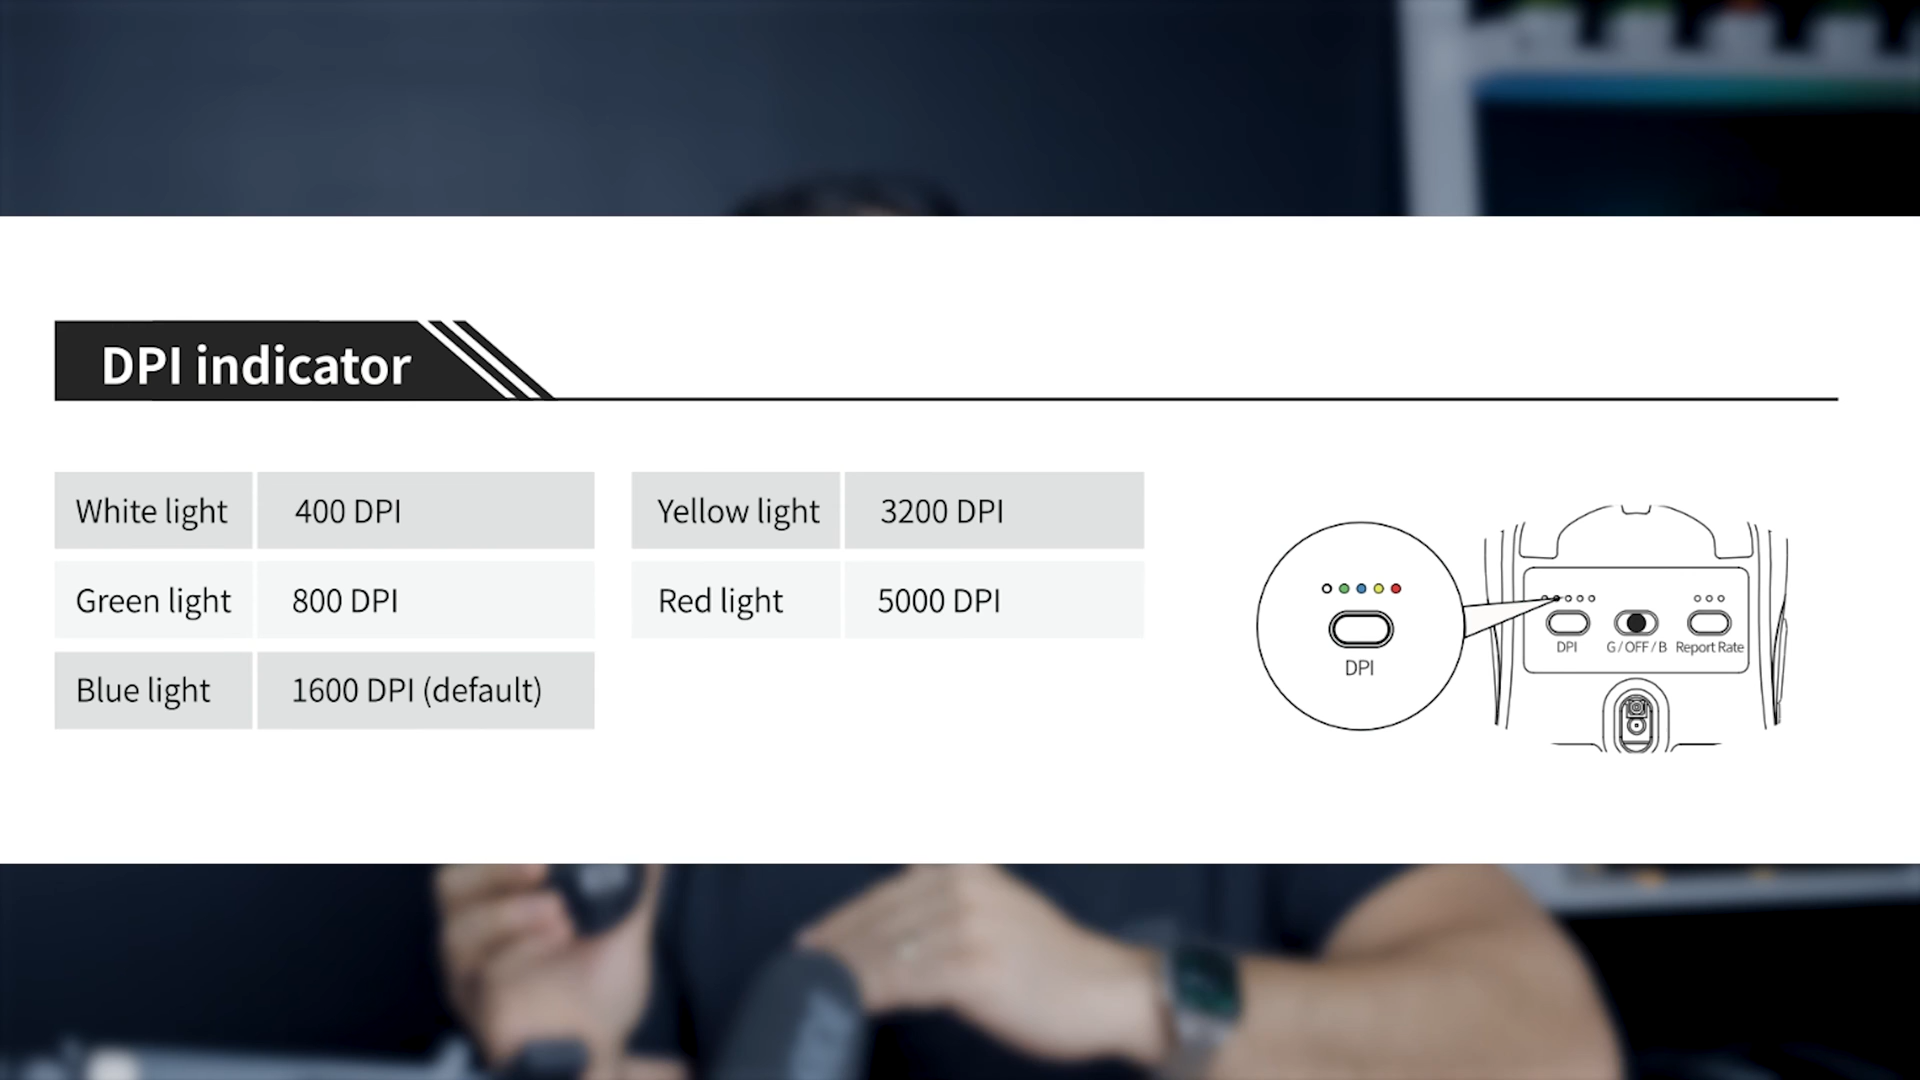 DPI indicator
White light 400 DPI
Green light 800 DPI
Blue light 1600 DPI (default)
Yellow light 3200 DPI
Red light 5000 DPI
DPI
DPI G / OFF / B Report Rate